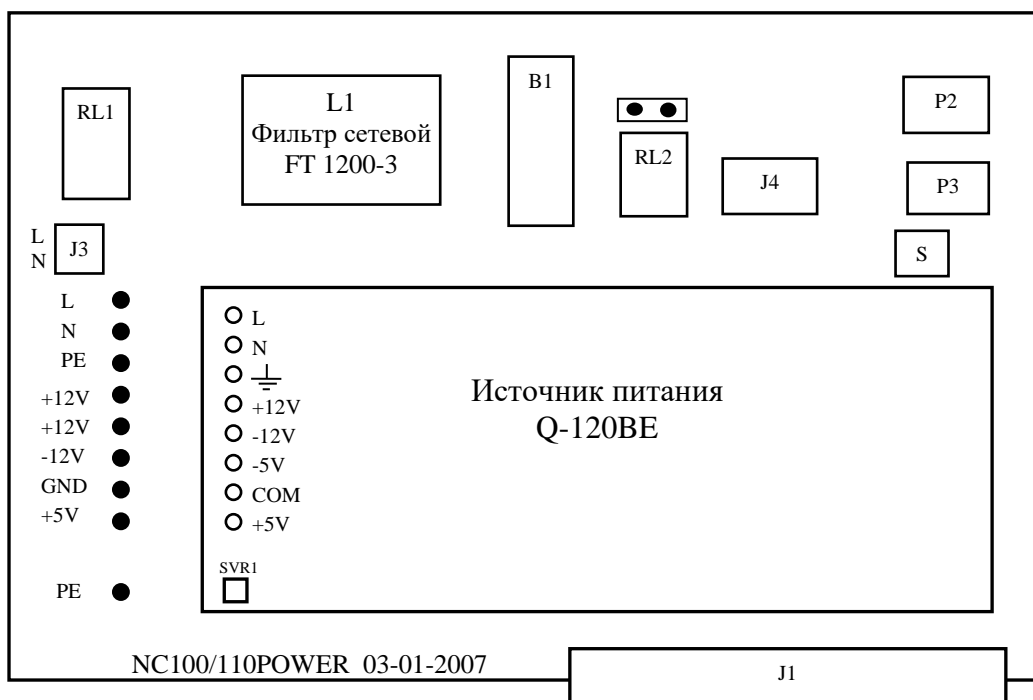 RL1
L1
Фильтр сетевой
FT 1200-3
B1
RL2
J4
P2
P3
S
L
N
J3
L
N
PE
+12V
+12V
-12V
GND
+5V
PE
L
N
+12V
-12V
-5V
COM
+5V
SVR1
Источник питания
Q-120BE
NC100/110POWER 03-01-2007
J1